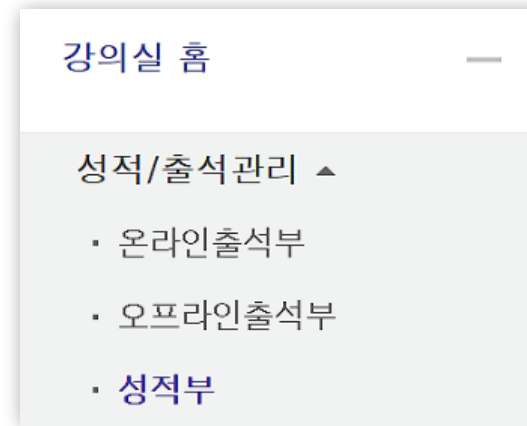 강의실 홈
성적/출석관리 ▲
· 온라인출석부
· 오프라인출석부
· 성적부